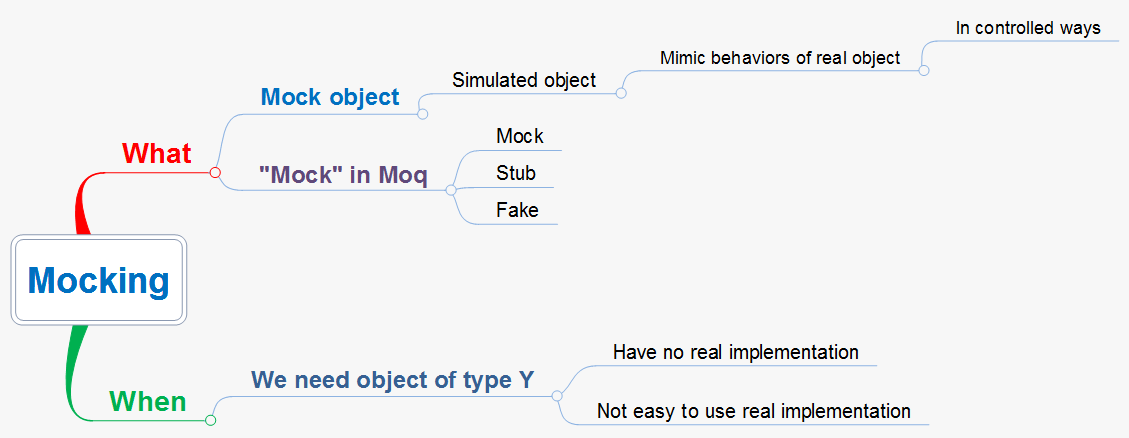 Mocking
What
Mock object
Simulated object
Mimic behaviors of real object
In controlled ways
"Mock" in Moq
Mock
Stub
Fake
When
We need object of type Y
Have no real implementation
Not easy to use real implementation